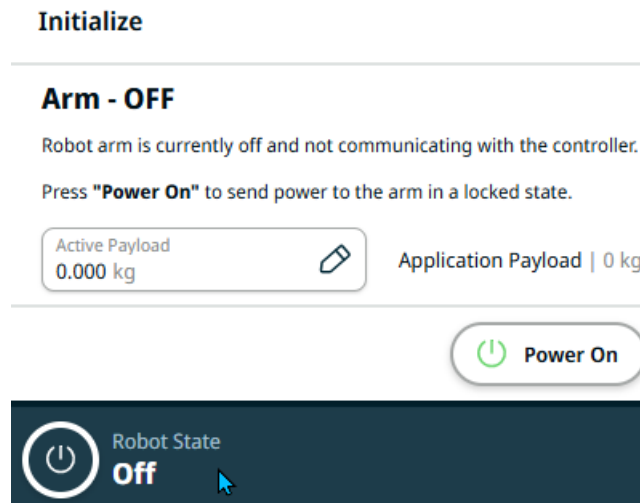 Initialize
Arm - OFF
Robot arm is currently off and not communicating with the controller.
Press "Power On" to send power to the arm in a locked state.
Active Payload
0.000 kg
Application Payload | 0 kg
Power On
Robot State
Off